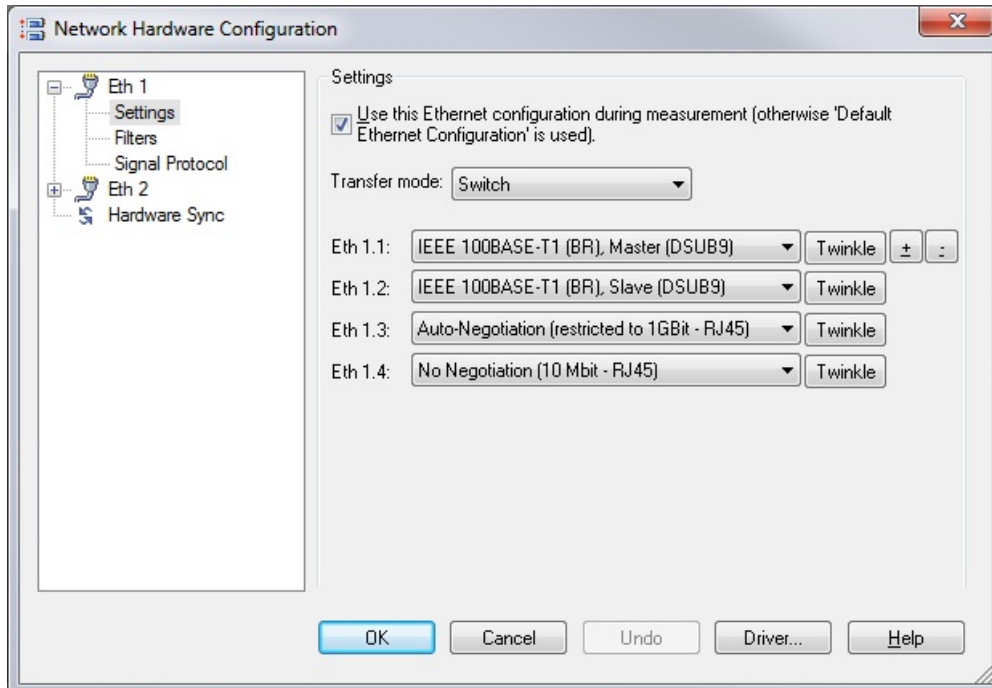 Network Hardware Configuration
x
Eth 1
Settings
Filters
Signal Protocol
Eth 2
Hardware Sync
Settings
Use this Ethernet configuration during measurement (otherwise 'Default
Ethernet Configuration' is used).
Transfer mode: Switch
Eth 1.1: IEEE 100BASE-T1 (BR), Master (DSUB9) Twinkle + -
Eth 1.2: IEEE 100BASE-T1 (BR), Slave (DSUB9) Twinkle
Eth 1.3: Auto-Negotiation (restricted to 1GBit - RJ45) Twinkle
Eth 1.4: No Negotiation (10 Mbit - RJ45) Twinkle
OK Cancel Undo Driver... Help